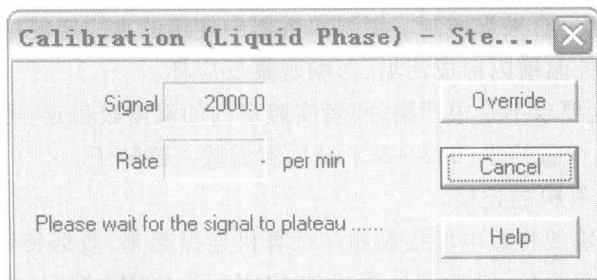 Calibration (Liquid Phase) - Ste...
Signal 2000.0 Override
Rate - per min Cancel
Please wait for the signal to plateau ......
Help